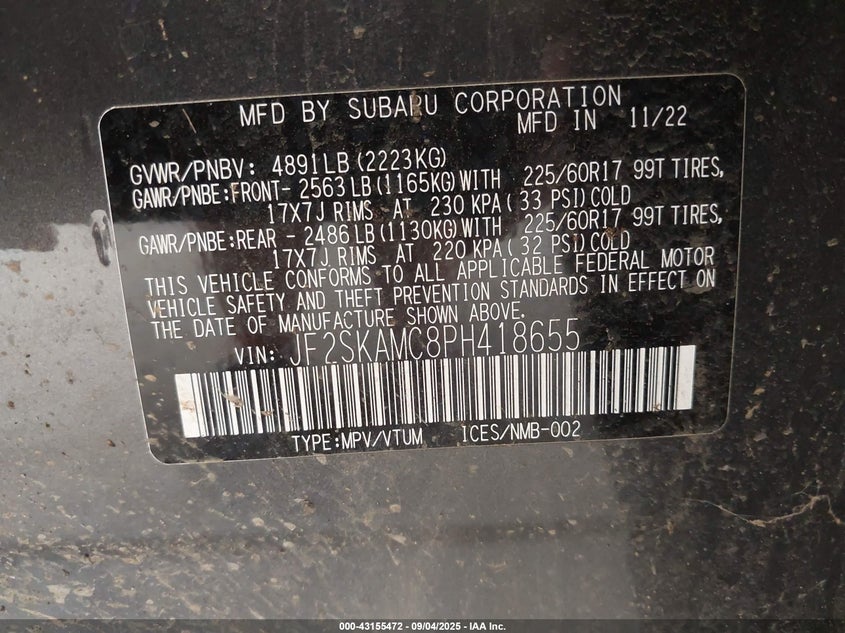 MFD BY SUBARU CORPORATION
MFD IN 11/22
GVWR/PNBV: 4891LB(2223KG)
GAWR/PNBE:FRONT- 2563LB(1165KG)WITH 225/60R17 99T TIRES,
17X7J RIMS AT 230 KPA(33 PSI)COLD
GAWR/PNBE:REAR - 2486LB(1130KG)WITH 225/60R17 99T TIRES,
17X7J RIMS AT 220 KPA(32 PSI)COLD
THIS VEHICLE CONFORMS TO ALL APPLICABLE FEDERAL MOTOR
VEHICLE SAFETY AND THEFT PREVENTION STANDARDS IN EFFECT ON
THE DATE OF MANUFACTURE SHOWN ABOVE.
VIN: JF2SKAMC8PH418655
TYPE:MPV/VTUM ICES/NMB-002
000-43155472 - 09/04/2025 - IAA Inc.